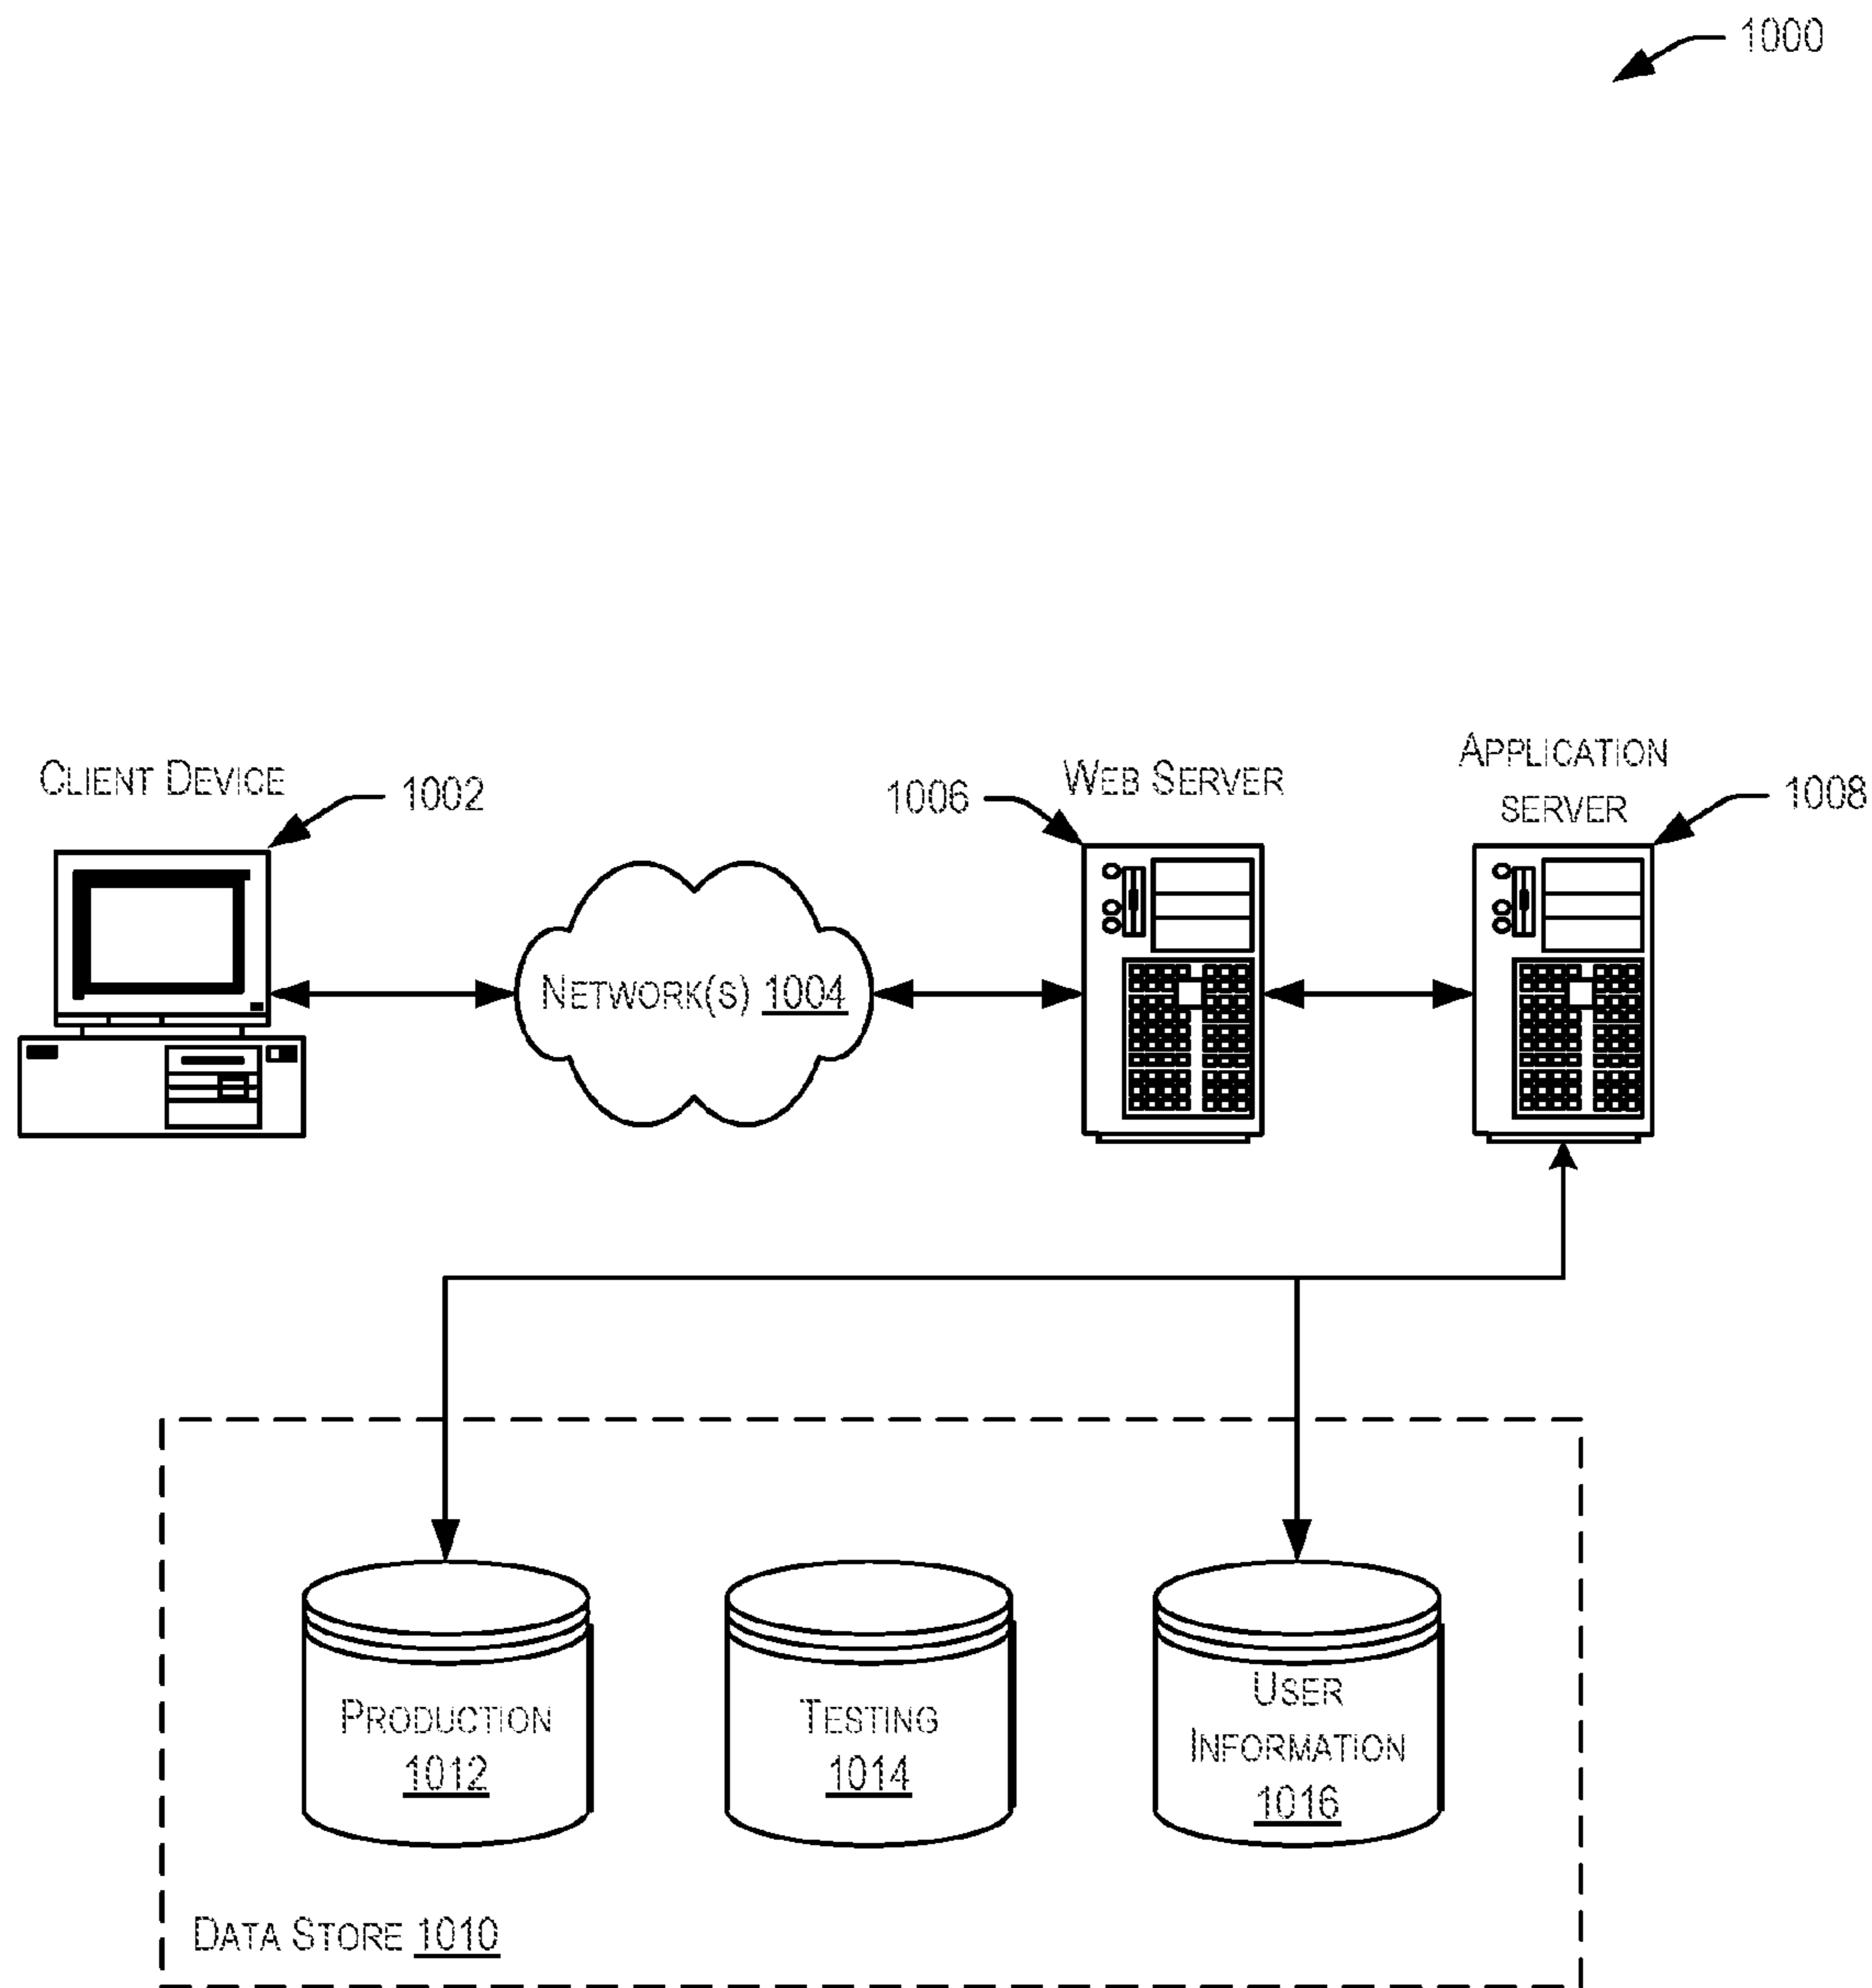 1000
CLIENT DEVICE
1002
1006
WEB SERVER
APPLICATION
SERVER
1008
NETWORK(S) 1004
PRODUCTION
1012
TESTING
1014
USER
INFORMATION
1016
DATA STORE 1010